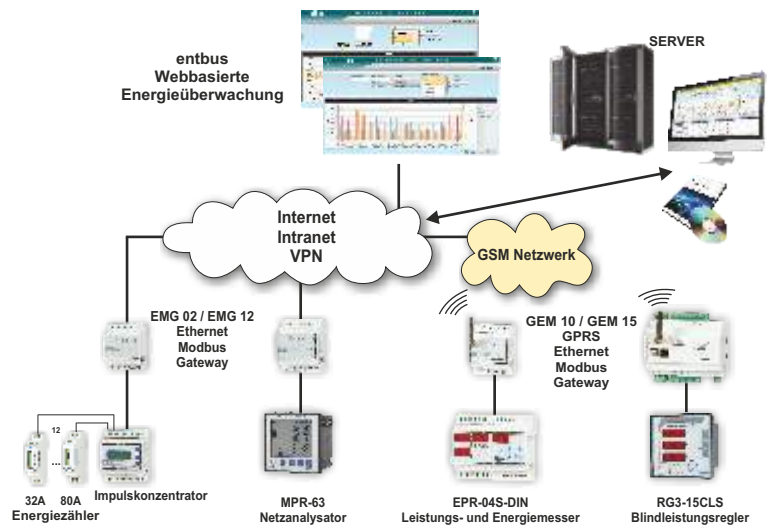 entbus
Webbasierte
Energieüberwachung
SERVER
Internet
Intranet
VPN
GSM Netzwerk
EMG 02 / EMG 12
Ethernet
Modbus
Gateway
GEM 10 / GEM 15
GPRS
Ethernet
Modbus
Gateway
12
...
32A
80A
Energiezähler
Impulskonzentrator
MPR-63
Netzanalysator
EPR-04S-DIN
Leistungs- und Energiemesser
RG3-15CLS
Blindleistungsregler